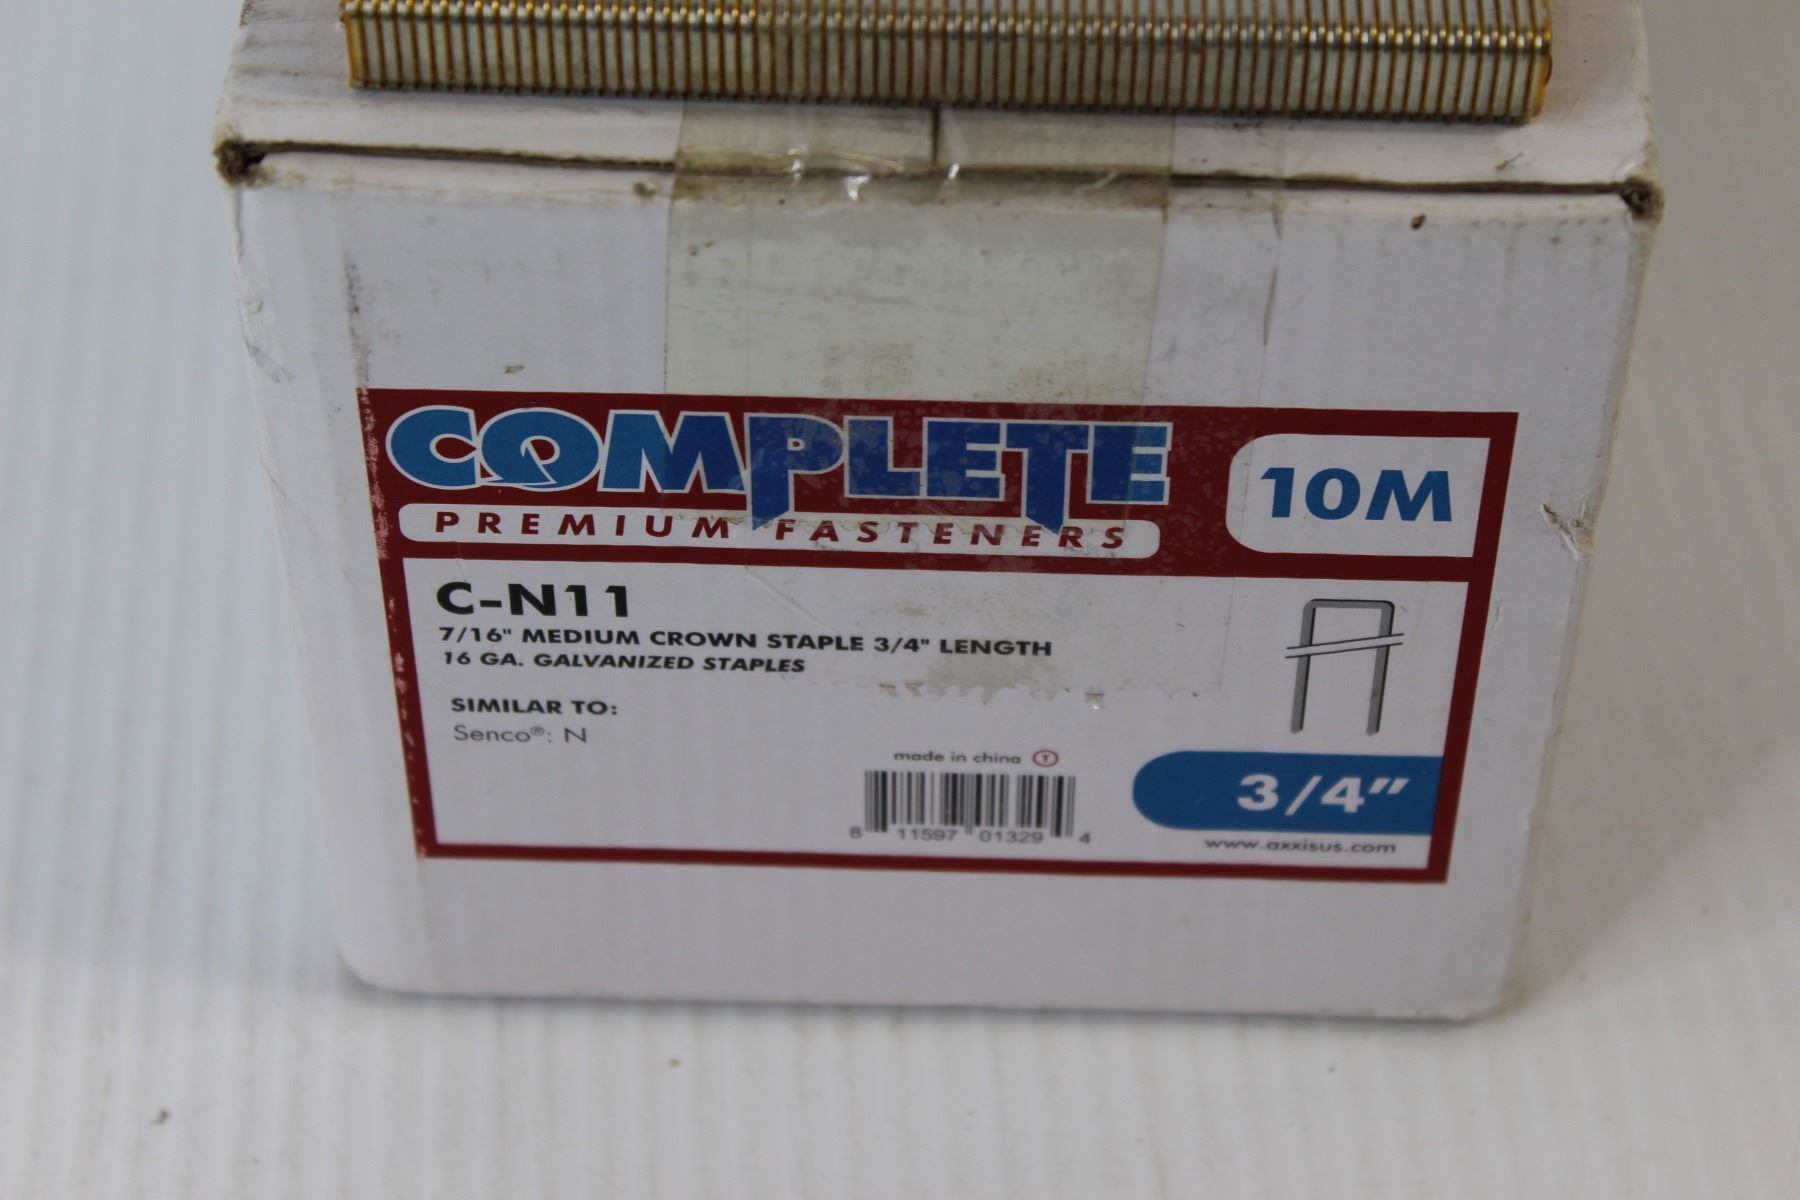 COMPLETE
PREMIUM FASTENERS
10M
C-N11
7/16" MEDIUM CROWN STAPLE 3/4" LENGTH
16 GA. GALVANIZED STAPLES
SIMILAR TO:
Senco®: N
made in china T
8 11597 01329 4
3/4"
www.axxisus.com